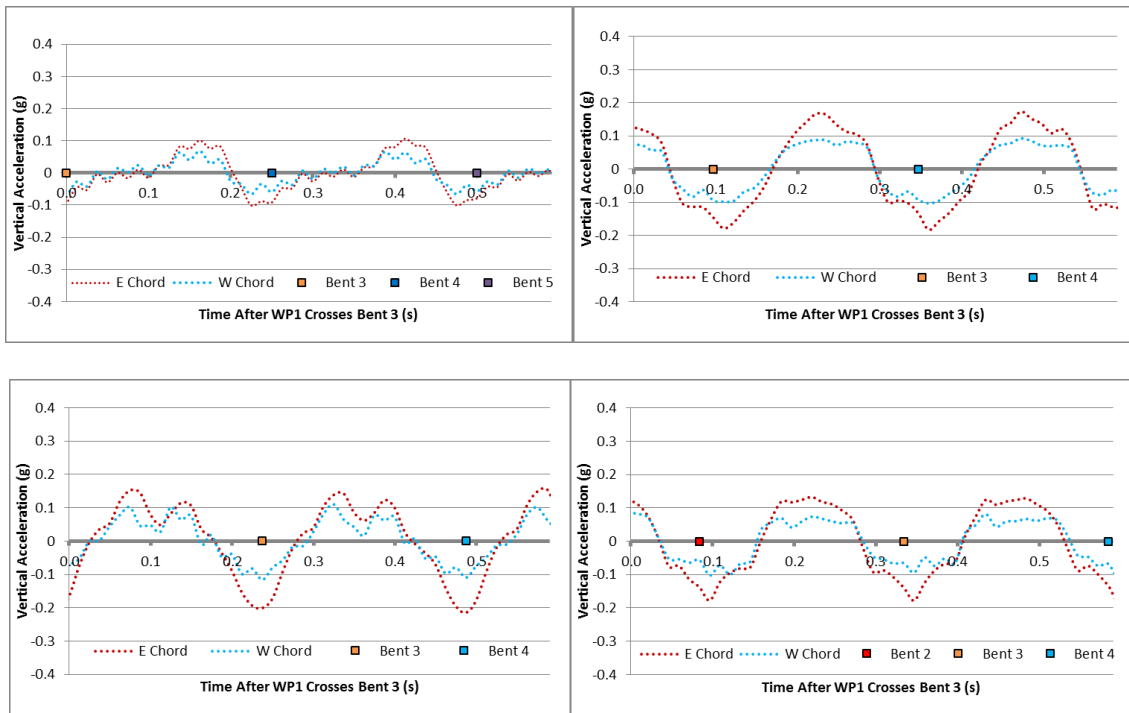 0.4
0.3
0.2
0.1
0
-0.1
-0.2
-0.3
-0.4
Vertical Acceleration (g)
0.0 0.1 0.2 0.3 0.4 0.5
E Chord W Chord Bent 3 Bent 4 Bent 5
Time After WP1 Crosses Bent 3 (s)
0.4
0.3
0.2
0.1
0
-0.1
-0.2
-0.3
-0.4
Vertical Acceleration (g)
0.0 0.1 0.2 0.3 0.4 0.5
E Chord W Chord Bent 3 Bent 4
Time After WP1 Crosses Bent 3 (s)
0.4
0.3
0.2
0.1
0
-0.1
-0.2
-0.3
-0.4
Vertical Acceleration (g)
0.0 0.1 0.2 0.3 0.4 0.5
E Chord W Chord Bent 3 Bent 4
Time After WP1 Crosses Bent 3 (s)
0.4
0.3
0.2
0.1
0
-0.1
-0.2
-0.3
-0.4
Vertical Acceleration (g)
0.0 0.1 0.2 0.3 0.4 0.5
E Chord W Chord Bent 2 Bent 3 Bent 4
Time After WP1 Crosses Bent 3 (s)